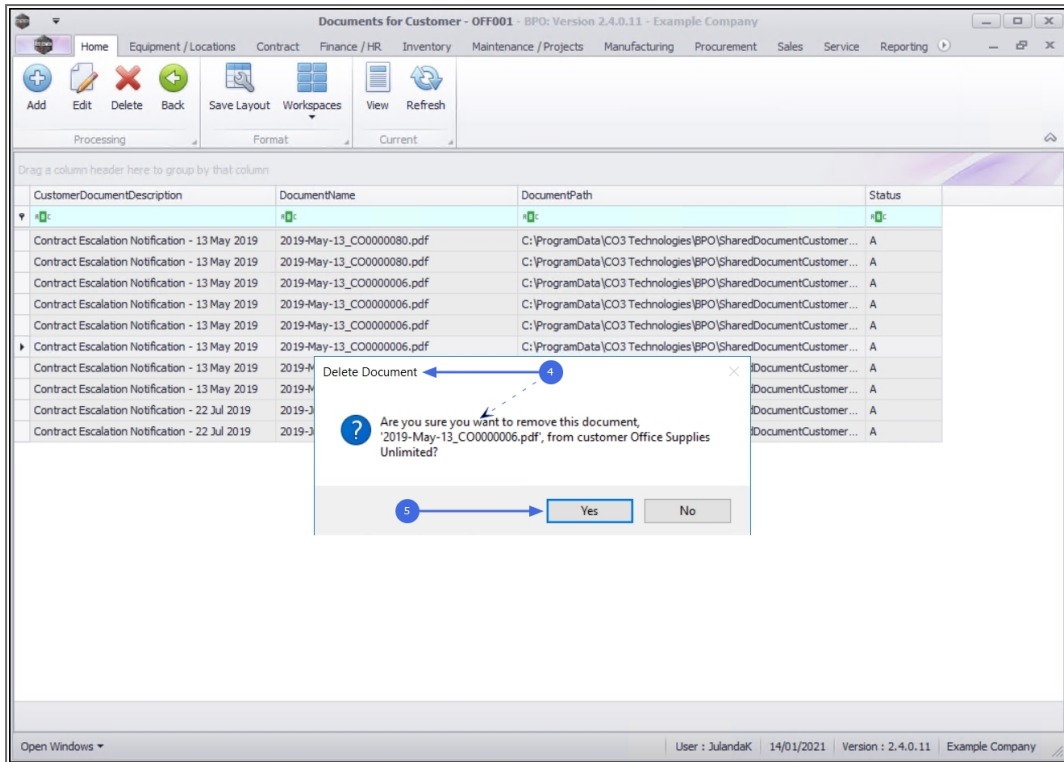 Documents for Customer - OFF001 - BPO: Version 2.4.0.11 - Example Company
Home Equipment / Locations Contract Finance / HR Inventory Maintenance / Projects Manufacturing Procurement Sales Service Reporting
Add Edit Delete Back Save Layout Workspaces View Refresh
Processing Format Current
Drag a column header here to group by that column
CustomerDocumentDescription DocumentName DocumentPath Status
Contract Escalation Notification - 13 May 2019 2019-May-13_CO0000080.pdf C:\ProgramData\CO3 Technologies\BPO\SharedDocumentCustomer... A
Contract Escalation Notification - 13 May 2019 2019-May-13_CO0000080.pdf C:\ProgramData\CO3 Technologies\BPO\SharedDocumentCustomer... A
Contract Escalation Notification - 13 May 2019 2019-May-13_CO0000006.pdf C:\ProgramData\CO3 Technologies\BPO\SharedDocumentCustomer... A
Contract Escalation Notification - 13 May 2019 2019-May-13_CO0000006.pdf C:\ProgramData\CO3 Technologies\BPO\SharedDocumentCustomer... A
Contract Escalation Notification - 13 May 2019 2019-May-13_CO0000006.pdf C:\ProgramData\CO3 Technologies\BPO\SharedDocumentCustomer... A
Contract Escalation Notification - 13 May 2019 2019-May-13_CO0000006.pdf C:\ProgramData\CO3 Technologies\BPO\SharedDocumentCustomer... A
Contract Escalation Notification - 13 May 2019 2019-M dDocumentCustomer... A
Contract Escalation Notification - 13 May 2019 2019-M dDocumentCustomer... A
Contract Escalation Notification - 22 Jul 2019 2019-J dDocumentCustomer... A
Contract Escalation Notification - 22 Jul 2019 2019-J dDocumentCustomer... A
Delete Document 4
Are you sure you want to remove this document,
'2019-May-13_CO0000006.pdf', from customer Office Supplies
Unlimited?
5 Yes No
Open Windows User : JulandaK 14/01/2021 Version : 2.4.0.11 Example Company